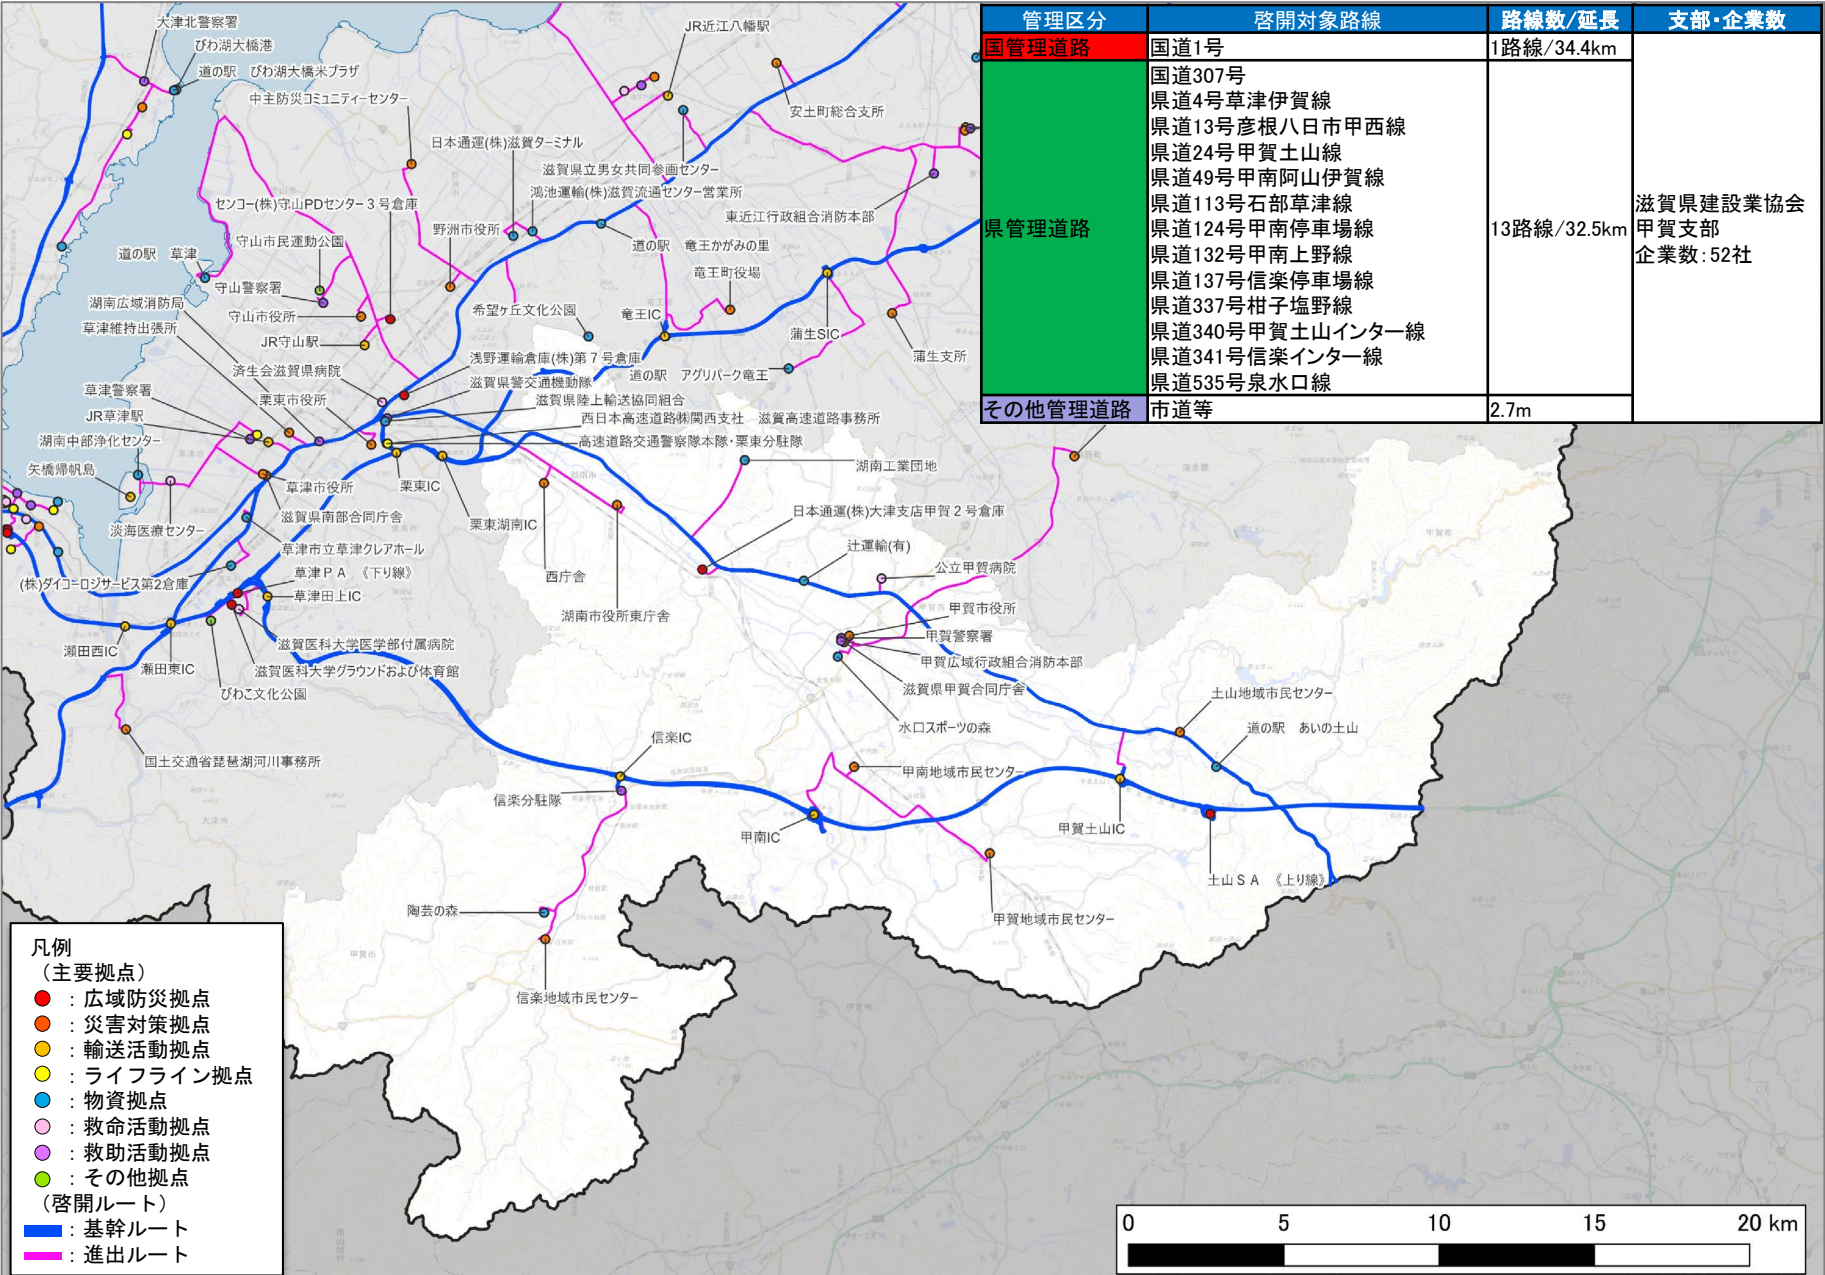 管理区分 啓開対象路線 路線数/延長 支部・企業数
国管理道路 国道1号 1路線/34.4km
国道307号
県道4号草津伊賀線
県道13号彦根八日市甲西線
県道24号甲賀土山線
県道49号甲南阿山伊賀線
県道113号石部草津線
県道124号甲南停車場線
県道132号甲南上野線
県道137号信楽停車場線
県道337号柑子塩野線
県道340号甲賀土山インター線
県道341号信楽インター線
県道535号泉水口線
県管理道路
13路線/32.5km
滋賀県建設業協会
甲賀支部
企業数：52社
その他管理道路 市道等 2.7m
大津北警察署
びわ湖大橋港
道の駅 びわ湖大橋米プラザ
中主防災コミュニティーセンター
JR近江八幡駅
安土町総合支所
日本通運(株)滋賀ターミナル
滋賀県立男女共同参画センター
鴻池運輸(株)滋賀流通センター営業所
センコー(株)守山PDセンター３号倉庫
東近江行政組合消防本部
野洲市役所
守山市民運動公園
道の駅 草津
道の駅 竜王かがみの里
竜王町役場
守山警察署
湖南広域消防局
守山市役所
希望ヶ丘文化公園
竜王IC
蒲生SIC
草津維持出張所
JR守山駅
蒲生支所
浅野運輸倉庫(株)第７号倉庫
済生会滋賀県病院
滋賀県警交通機動隊
道の駅 アグリパーク竜王
草津警察署
栗東市役所
滋賀県陸上輸送協同組合
JR草津駅
西日本高速道路㈱関西支社 滋賀高速道路事務所
湖南中部浄化センター
高速道路交通警察隊本隊・栗東分駐隊
矢橋帰帆島
湖南工業団地
草津市役所
栗東IC
滋賀県南部合同庁舎
栗東湖南IC
日本通運(株)大津支店甲賀２号倉庫
淡海医療センター
草津市立草津クレアホール
辻運輸(有)
(株)ダイコーロジサービス第2倉庫
草津ＰＡ 《下り線》
西庁舎
公立甲賀病院
草津田上IC
湖南市役所東庁舎
甲賀市役所
甲賀警察署
滋賀医科大学医学部付属病院
瀬田西IC
瀬田東IC
滋賀医科大学グラウンドおよび体育館
甲賀広域行政組合消防本部
びわこ文化公園
滋賀県甲賀合同庁舎
土山地域市民センター
水口スポーツの森
道の駅 あいの土山
信楽IC
国土交通省琵琶湖河川事務所
甲南地域市民センター
信楽分駐隊
甲南IC
甲賀土山IC
土山ＳＡ 《上り線》
陶芸の森
甲賀地域市民センター
信楽地域市民センター
凡例
（主要拠点）
：広域防災拠点
：災害対策拠点
：輸送活動拠点
：ライフライン拠点
：物資拠点
：救命活動拠点
：救助活動拠点
：その他拠点
（啓開ルート）
：基幹ルート
：進出ルート
0 5 10 15 20 km